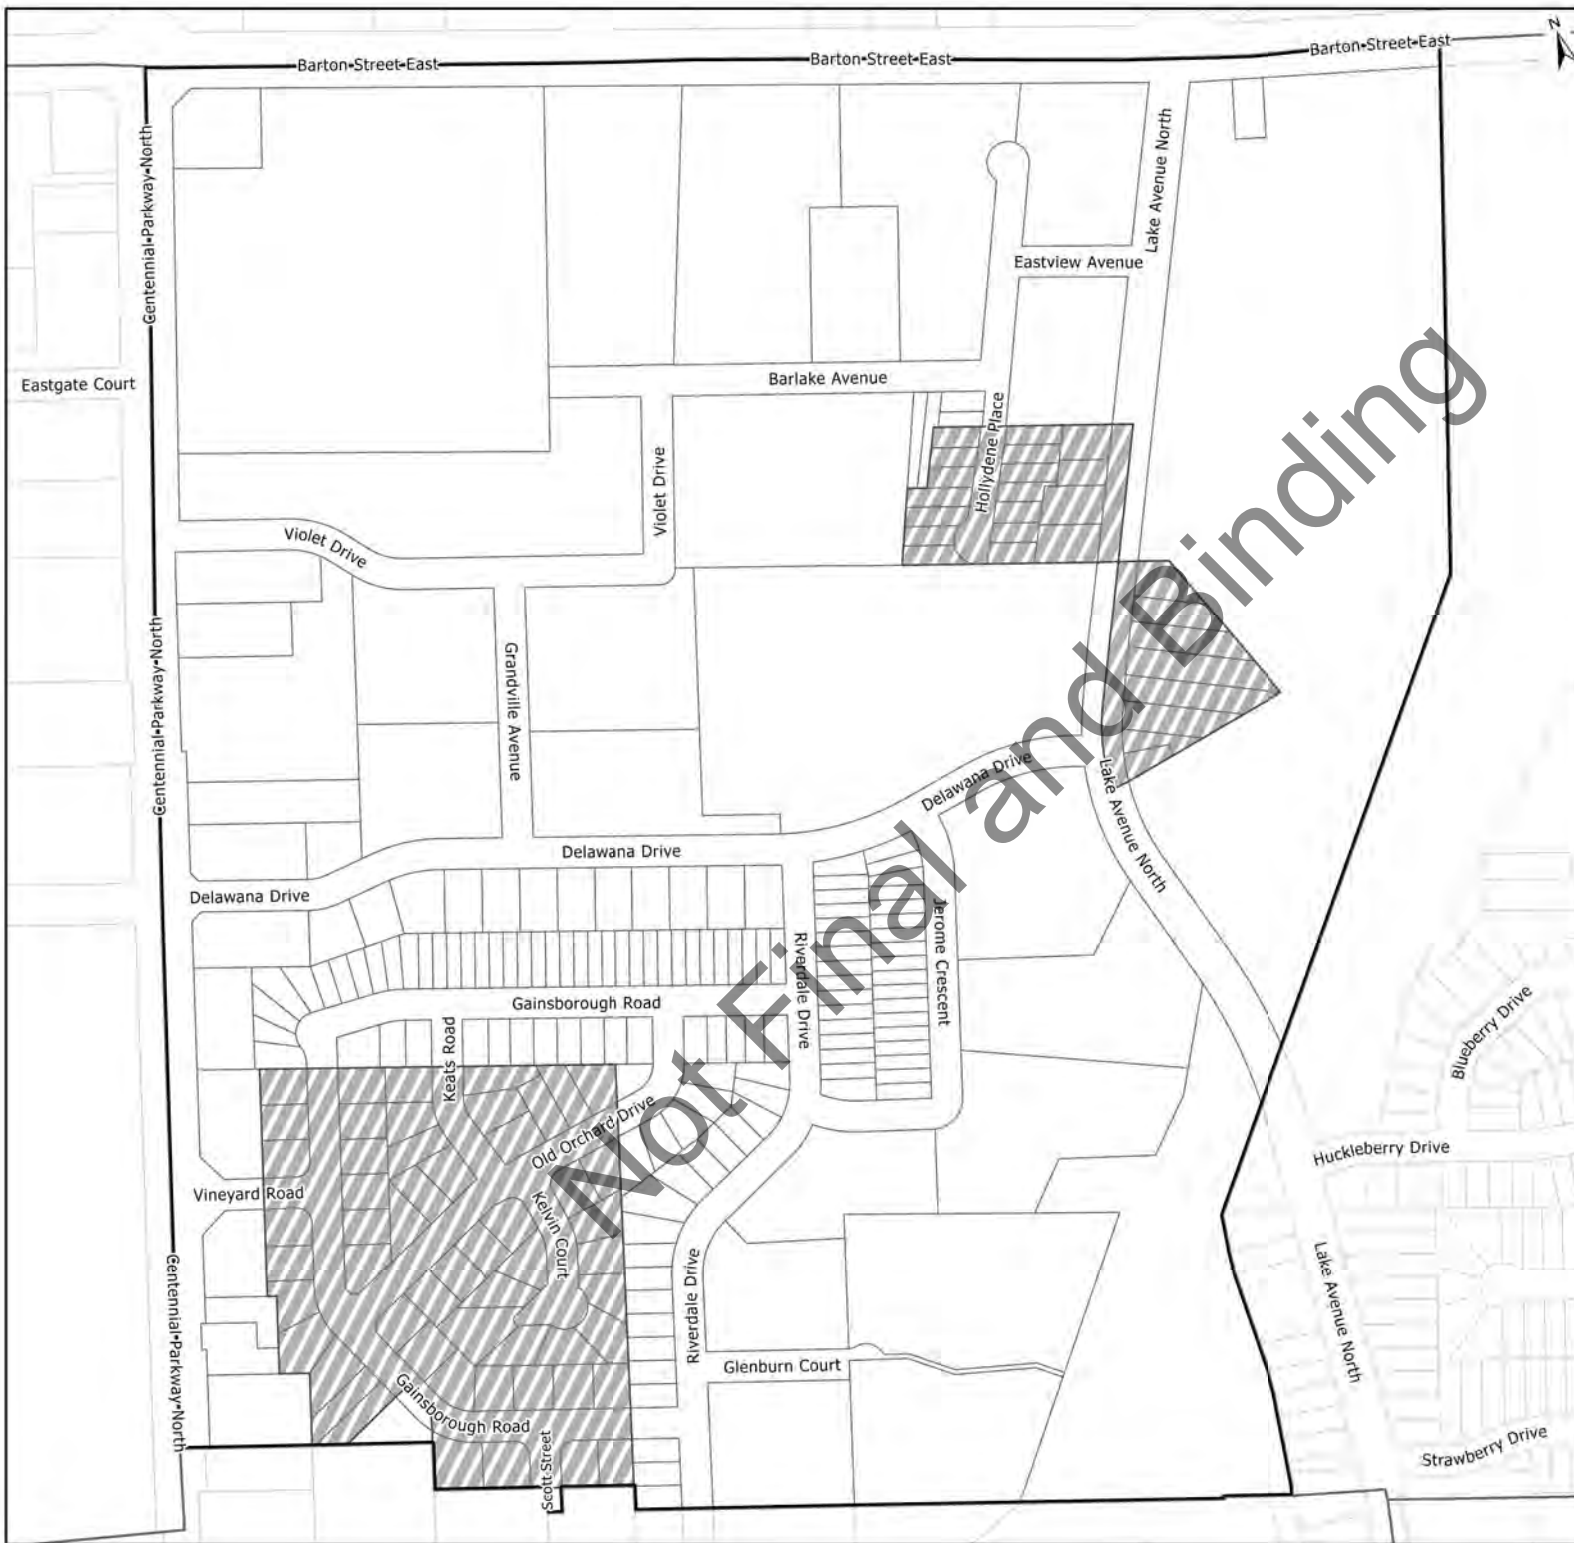 Barton Street East
Barton Street East
Barton Street East
N
Centennial Parkway North
Lake Avenue North
Eastview Avenue
Eastgate Court
Barlake Avenue
Hollydene Place
Violet Drive
Violet Drive
Centennial Parkway North
Grandville Avenue
Delawana Drive
Lake Avenue North
Delawana Drive
Delawana Drive
Jerome Crescent
Riverdale Drive
Gainsborough Road
Keats Road
Blueberry Drive
Old Orchard Drive
Huckleberry Drive
Vineyard Road
Kelvin Court
Riverdale Drive
Lake Avenue North
Centennial Parkway North
Glenburn Court
Gainsborough Road
Scott Street
Strawberry Drive
Not Final and Binding